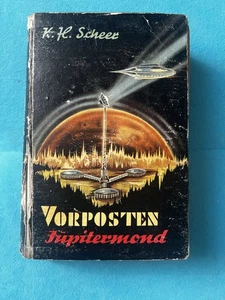 K. H. Scheer
VORPOSTEN
Jupitermond